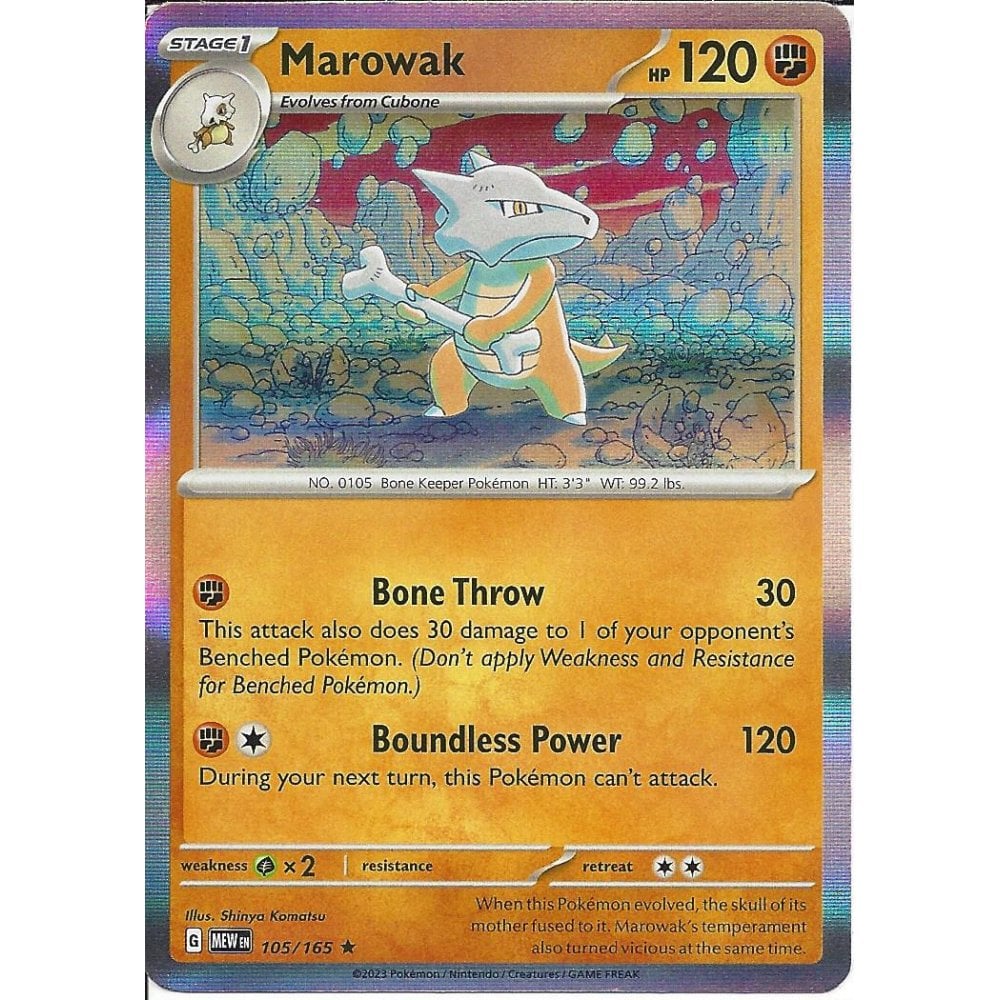 STAGE1
Marowak
HP 120
Evolves from Cubone
NO. 0105 Bone Keeper Pokémon HT: 3'3" WT: 99.2 lbs.
Bone Throw 30
This attack also does 30 damage to 1 of your opponent's
Benched Pokémon. (Don't apply Weakness and Resistance
for Benched Pokémon.)
Boundless Power 120
During your next turn, this Pokémon can't attack.
weakness ×2 resistance retreat
Illus. Shinya Komatsu
When this Pokémon evolved, the skull of its
mother fused to it. Marowak's temperament
also turned vicious at the same time.
G MEW EN 105/165 ★
©2023 Pokémon / Nintendo / Creatures / GAME FREAK